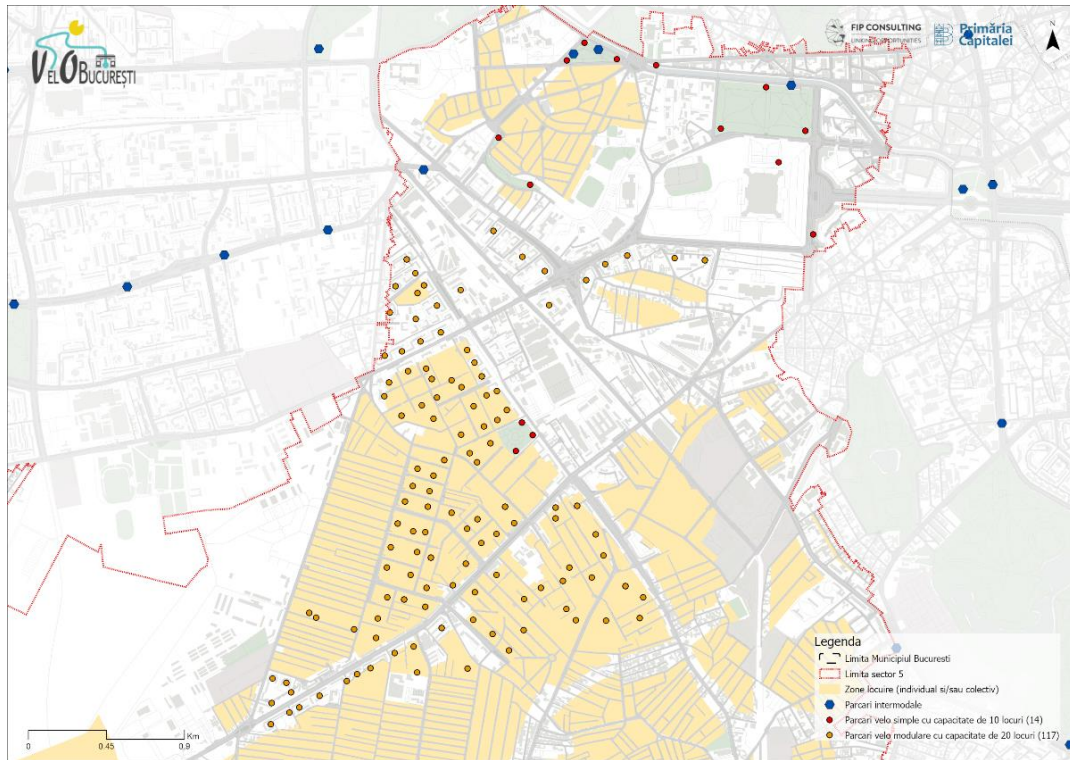 VELO BUCUREȘTI
FIP CONSULTING
LINKING OPPORTUNITIES
Primăria
Capitalei
N
Legenda
Limita Municipiul Bucuresti
Limita sector 5
Zone locuire (individual si/sau colectiv)
Parcari intermodale
Parcari velo simple cu capacitate de 10 locuri (14)
Parcari velo modulare cu capacitate de 20 locuri (117)
Km
0 0.45 0.9